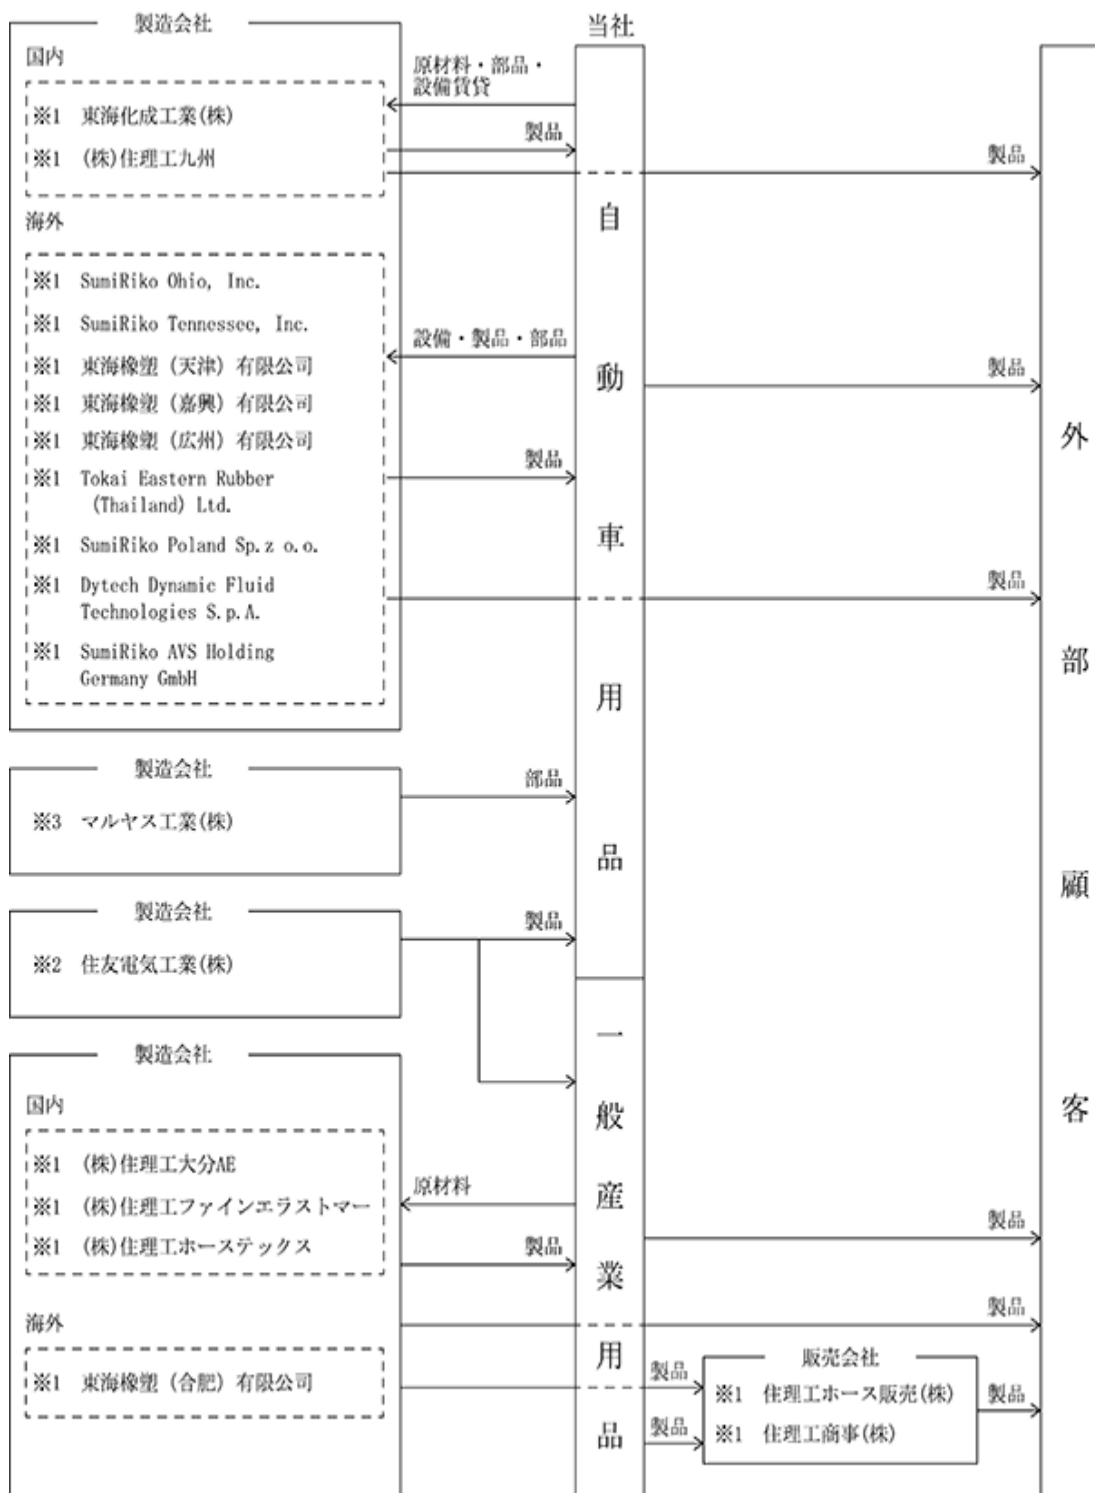 製造会社
国内
※1 東海化成工業(株)
※1 (株)住理工九州
海外
※1 SumiRiko Ohio, Inc.
※1 SumiRiko Tennessee, Inc.
※1 東海橡塑（天津）有限公司
※1 東海橡塑（嘉興）有限公司
※1 東海橡塑（広州）有限公司
※1 Tokai Eastern Rubber
(Thailand) Ltd.
※1 SumiRiko Poland Sp.z o.o.
※1 Dytech Dynamic Fluid
Technologies S.p.A.
※1 SumiRiko AVS Holding
Germany GmbH
原材料・部品・
設備賃貸
製品
設備・製品・部品
製品
製造会社
※3 マルヤス工業(株)
部品
製造会社
※2 住友電気工業(株)
製品
製造会社
国内
※1 (株)住理工大分AE
※1 (株)住理工ファインエラストマー
※1 (株)住理工ホーステックス
海外
※1 東海橡塑（合肥）有限公司
原材料
製品
当社
自動車用品
一般産業用品
製品
製品
製品
製品
製品
製品
製品
販売会社
※1 住理工ホース販売(株)
※1 住理工商事(株)
製品
外部顧客